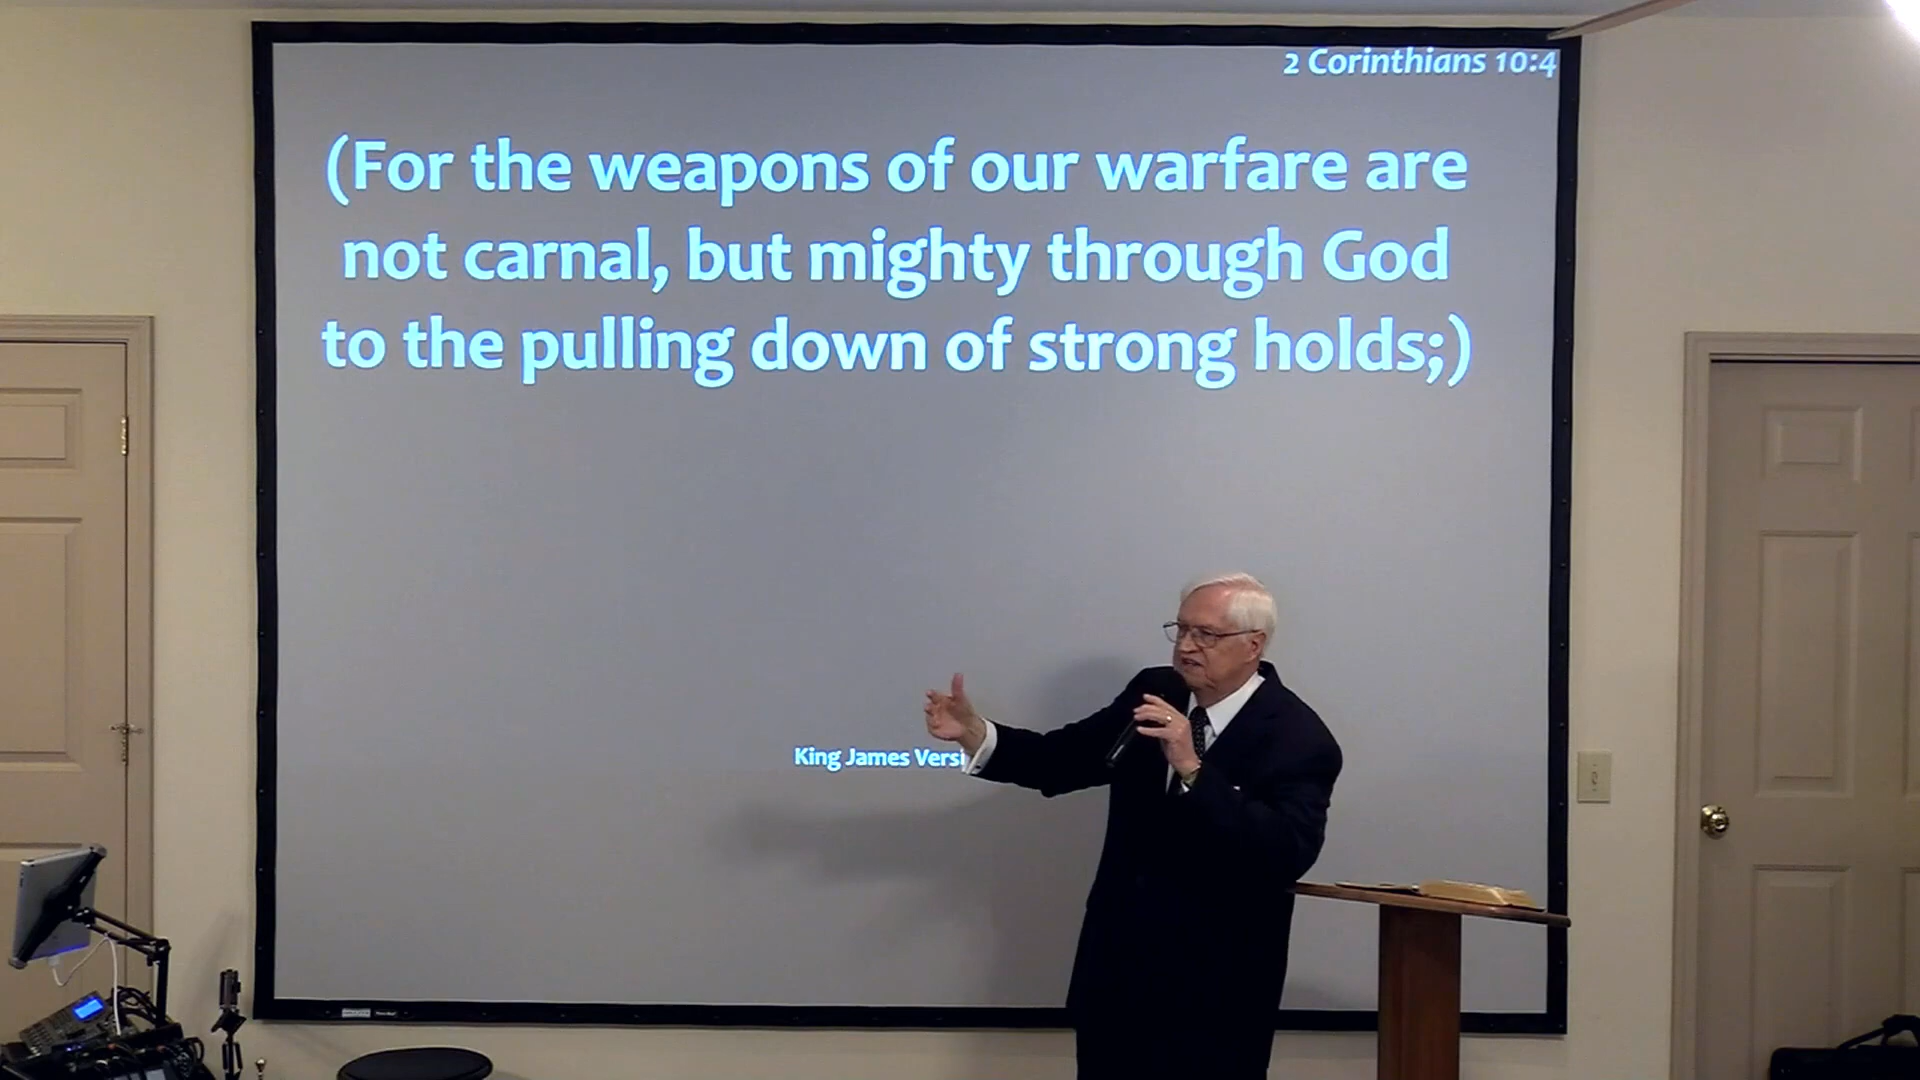 2 Corinthians 10:4
(For the weapons of our warfare are
not carnal, but mighty through God
to the pulling down of strong holds;)
King James Versi